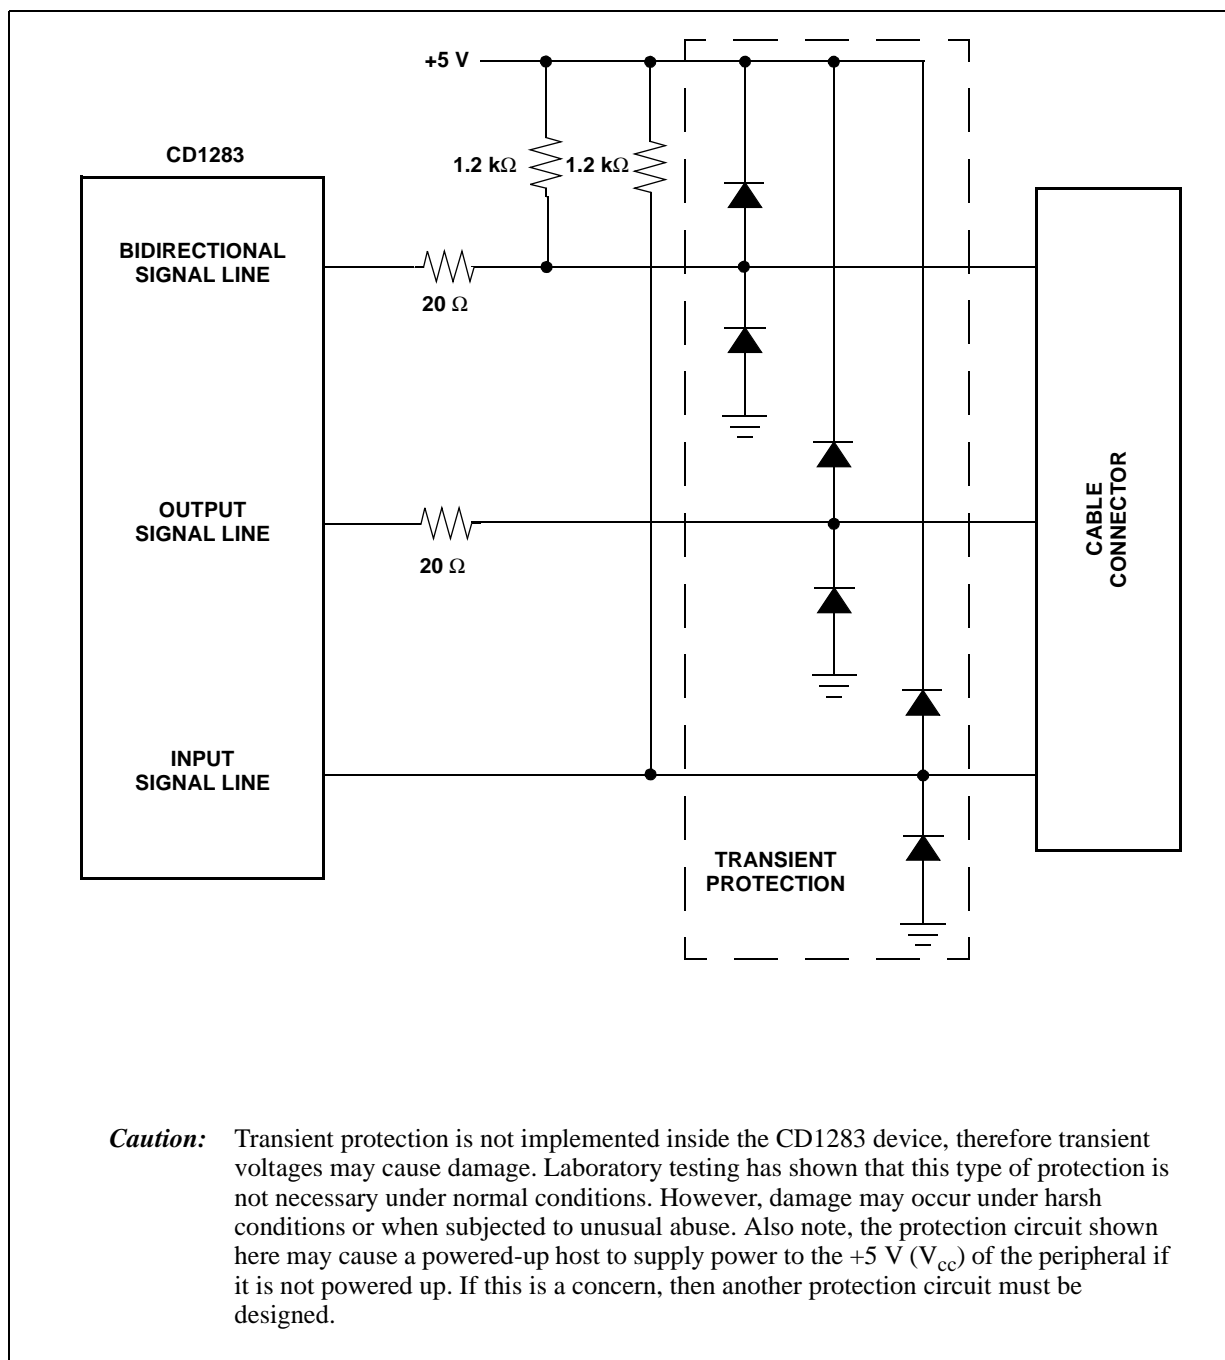 +5 V
CD1283
1.2 kΩ 1.2 kΩ
BIDIRECTIONAL
SIGNAL LINE
20 Ω
OUTPUT
SIGNAL LINE
20 Ω
CABLE
CONNECTOR
INPUT
SIGNAL LINE
TRANSIENT
PROTECTION
Caution: Transient protection is not implemented inside the CD1283 device, therefore transient
voltages may cause damage. Laboratory testing has shown that this type of protection is
not necessary under normal conditions. However, damage may occur under harsh
conditions or when subjected to unusual abuse. Also note, the protection circuit shown
here may cause a powered-up host to supply power to the +5 V (Vcc) of the peripheral if
it is not powered up. If this is a concern, then another protection circuit must be
designed.